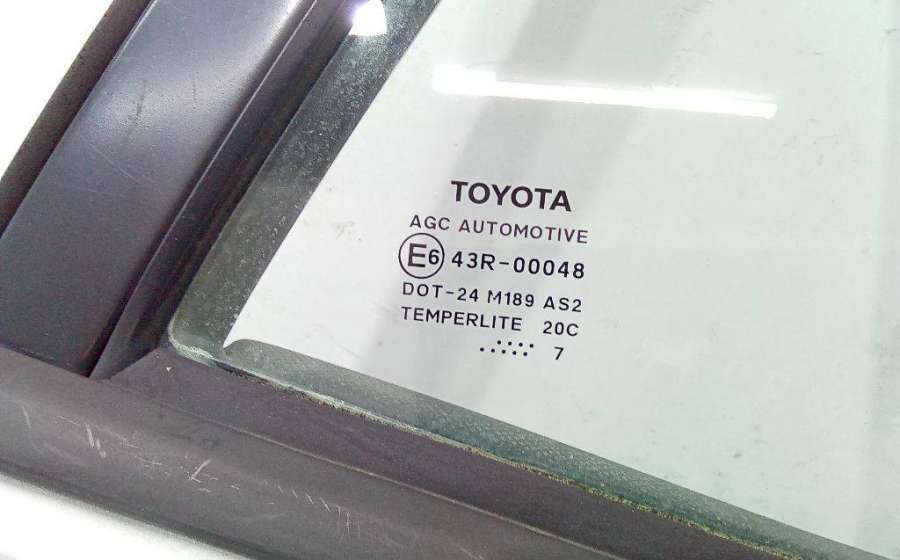 TOYOTA
AGC AUTOMOTIVE
E6 43R-00048
DOT-24 M189 AS2
TEMPERLITE 20C
7